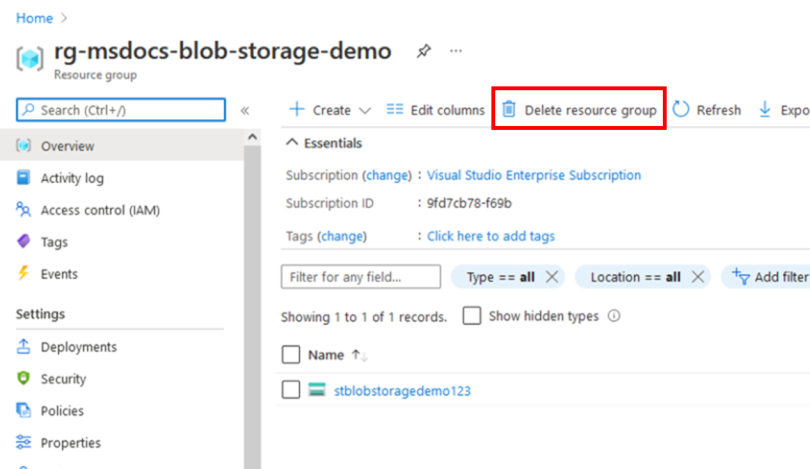 Home >
rg-msdocs-blob-storage-demo ...
Resource group
Search (Ctrl+/) «
Create Edit columns Delete resource group Refresh Expo
Overview
Activity log
Access control (IAM)
Tags
Events
Settings
Deployments
Security
Policies
Properties
Essentials
Subscription (change) : Visual Studio Enterprise Subscription
Subscription ID : 9fd7cb78-f69b
Tags (change) : Click here to add tags
Filter for any field... Type == all Location == all Add filter
Showing 1 to 1 of 1 records. Show hidden types
Name ↑↓
stblobstoragedemo123